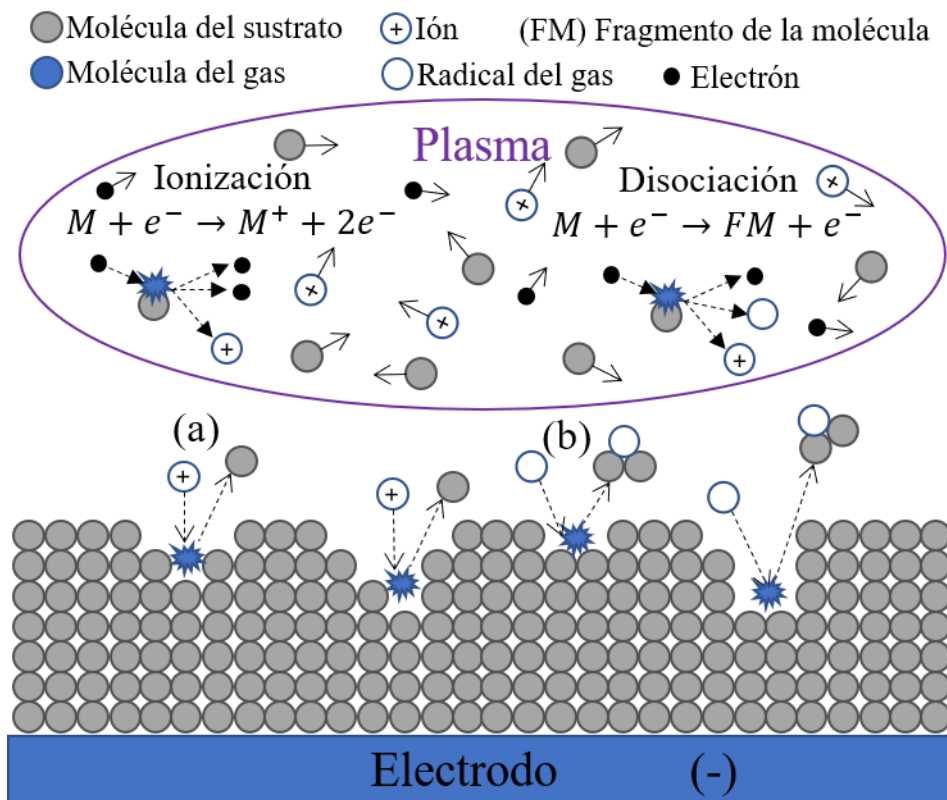 Molécula del sustrato + Ión (FM) Fragmento de la molécula
Molécula del gas Radical del gas Electrón
Plasma
Ionización
M + e⁻ → M⁺ + 2e⁻
Disociación
M + e⁻ → FM + e⁻
(a)
(b)
Electrodo (-)